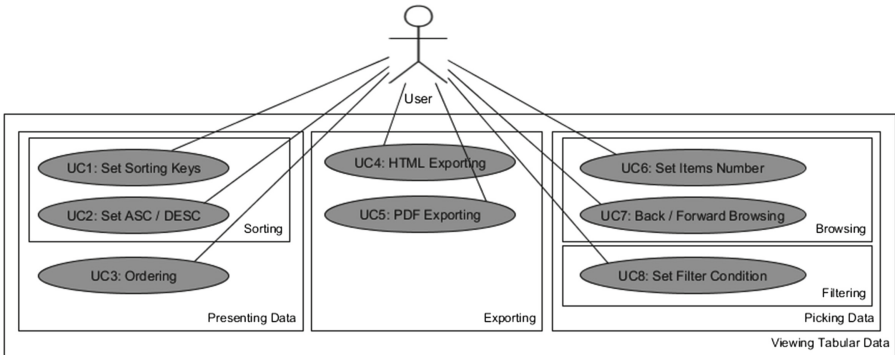 User
UC1: Set Sorting Keys
UC2: Set ASC / DESC
Sorting
UC3: Ordering
Presenting Data
UC4: HTML Exporting
UC5: PDF Exporting
Exporting
UC6: Set Items Number
UC7: Back / Forward Browsing
Browsing
UC8: Set Filter Condition
Filtering
Picking Data
Viewing Tabular Data